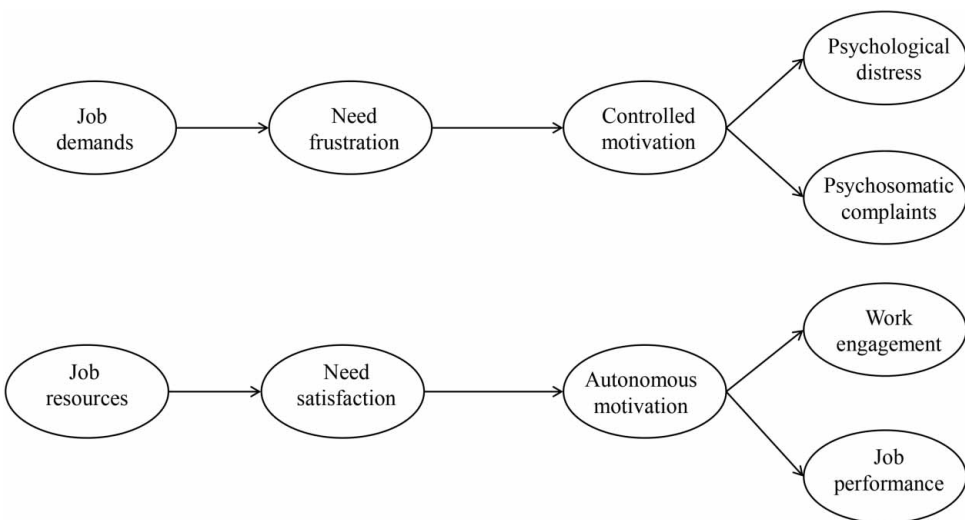 Psychological
distress
Job
demands
Need
frustration
Controlled
motivation
Psychosomatic
complaints
Work
engagement
Job
resources
Need
satisfaction
Autonomous
motivation
Job
performance